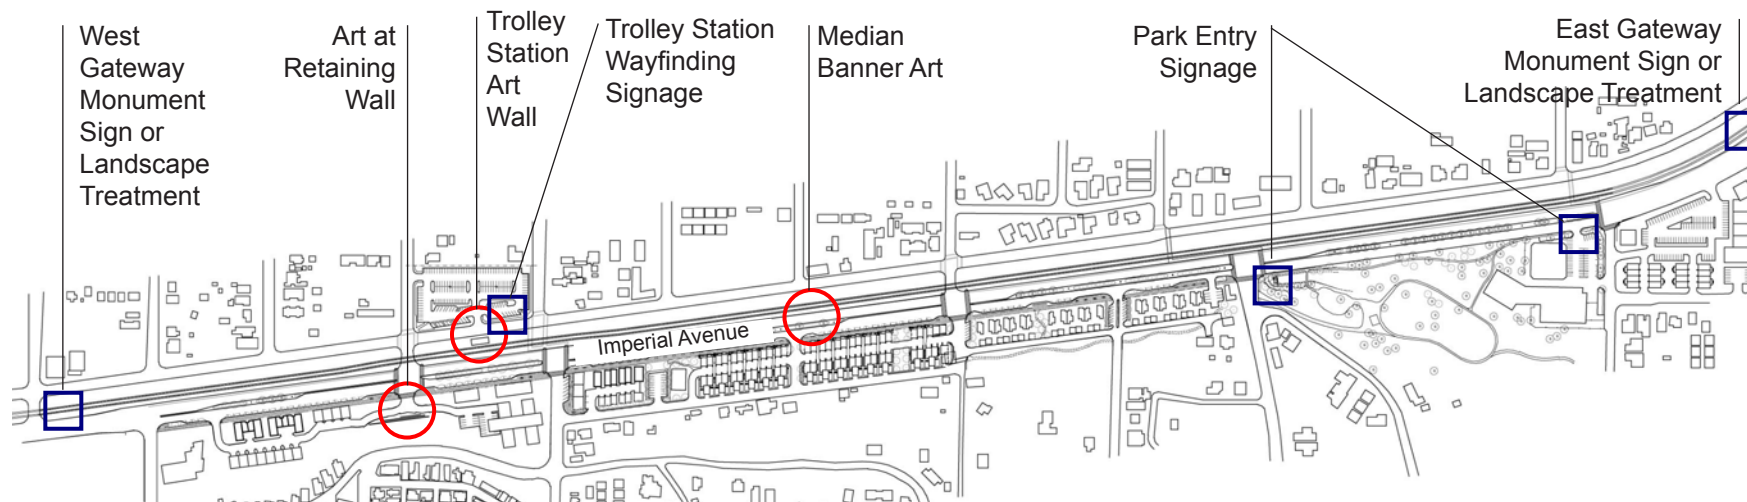 West
Gateway
Monument
Sign or
Landscape
Treatment
Art at
Retaining
Wall
Trolley
Station
Art
Wall
Trolley Station
Wayfinding
Signage
Median
Banner Art
Park Entry
Signage
East Gateway
Monument Sign or
Landscape Treatment
Imperial Avenue